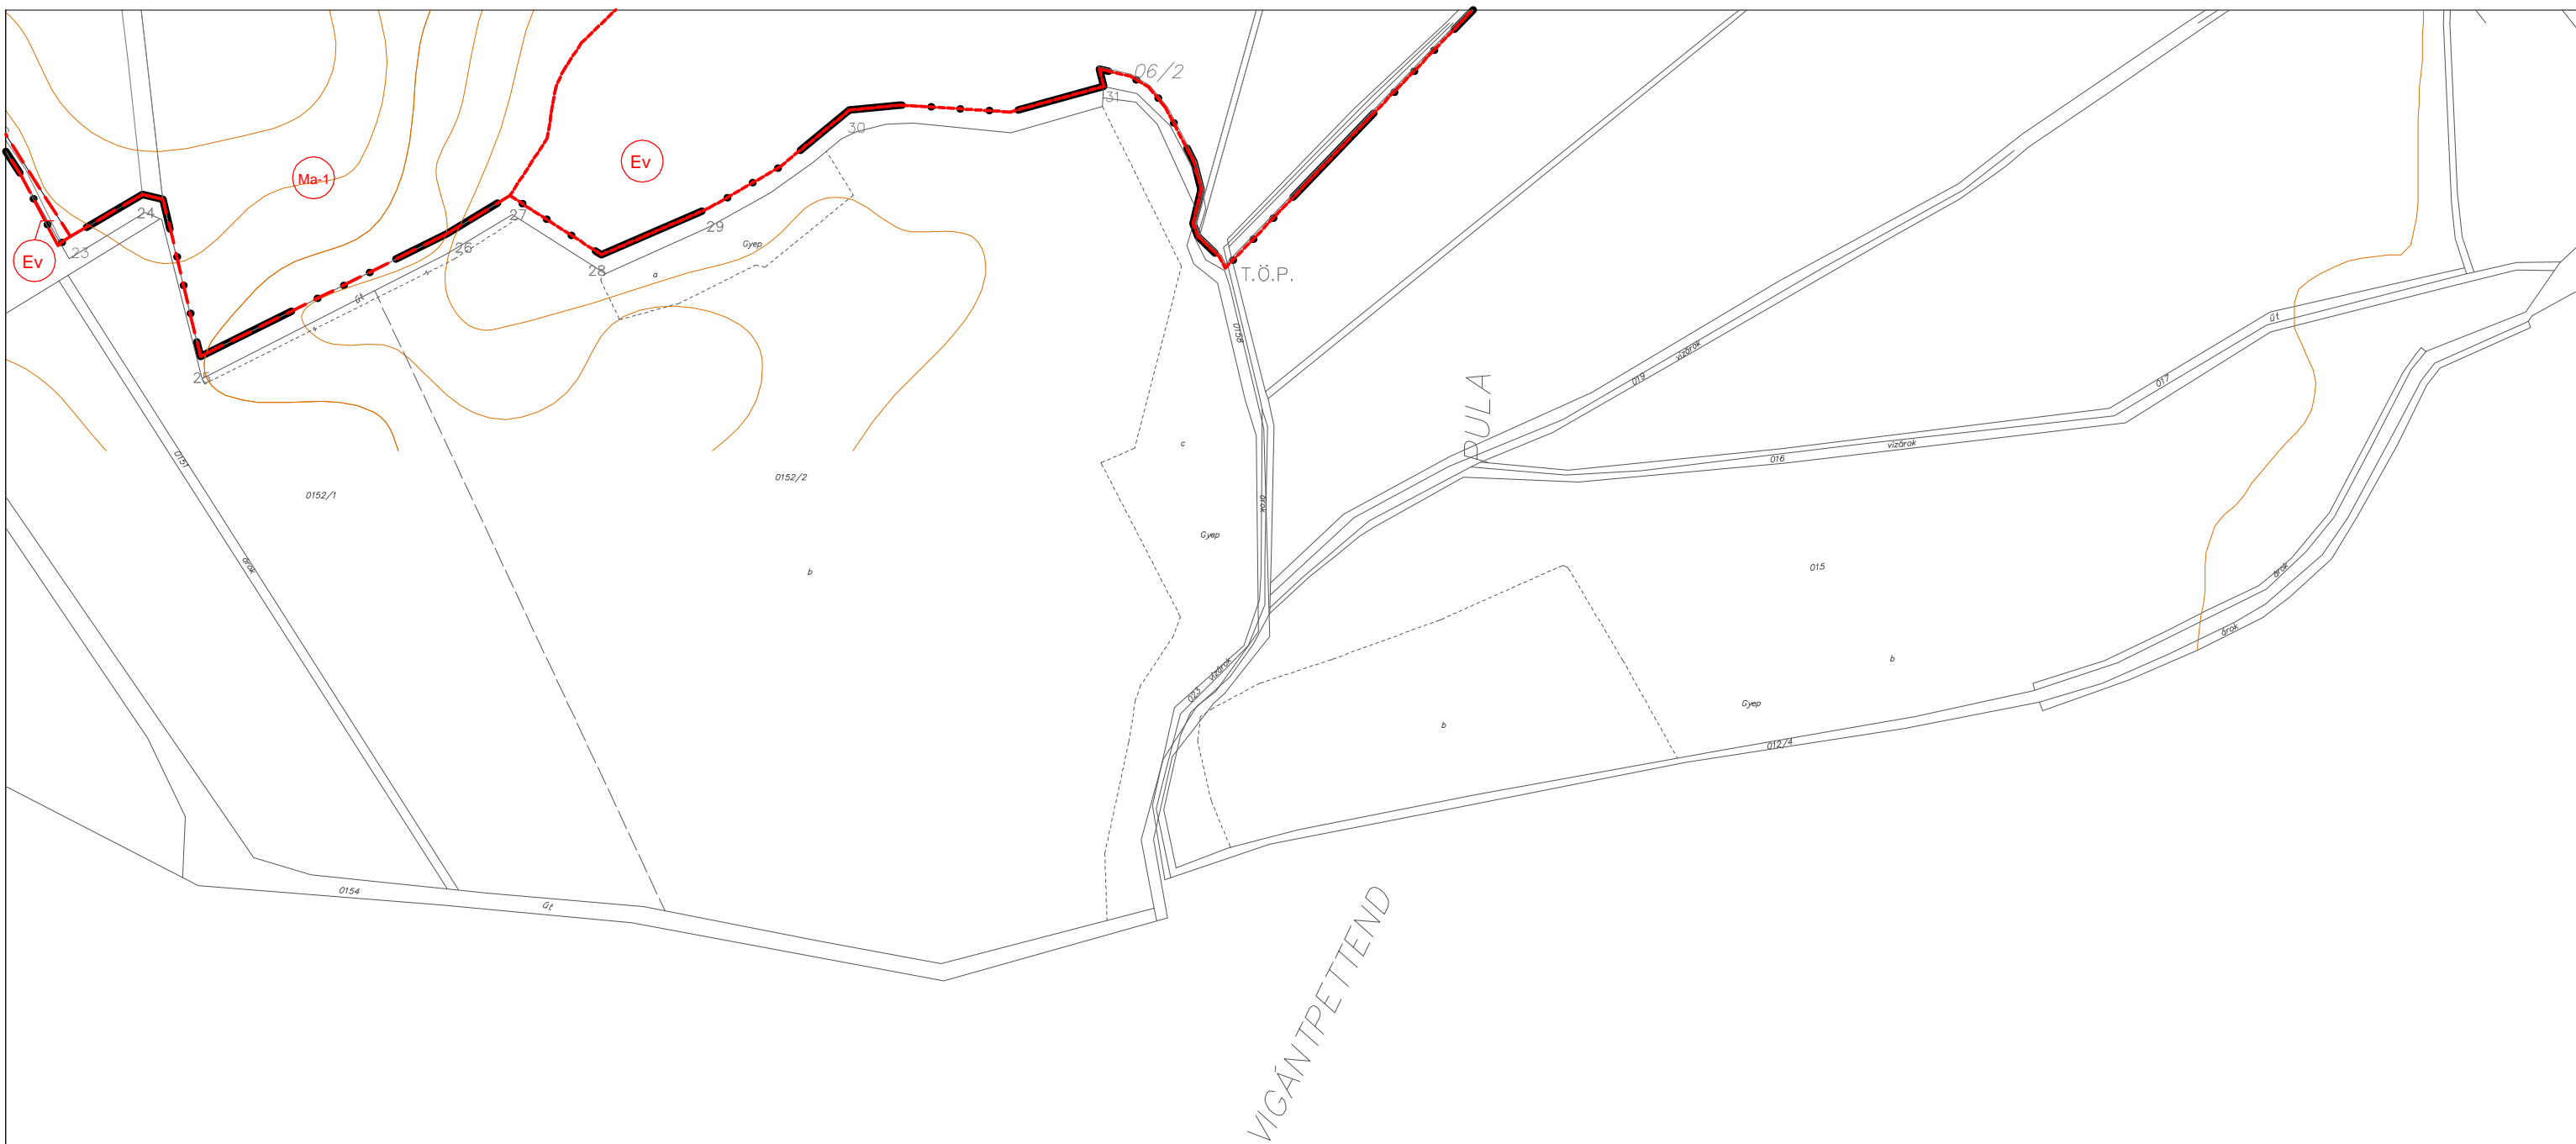 06/2
31
30
Ev
Ma-1
24
27
29
23
26
Gyep
Ev
28
a
T.Ö.P.
út
0158
út
25
vízárok
019
017
PULA
c
vízárok
0151
016
0152/2
0152/1
árok
Gyep
árok
015
b
árok
árok
b
vízárok
023
Gyep
b
012/4
0154
út
VIGÁNTPETEND